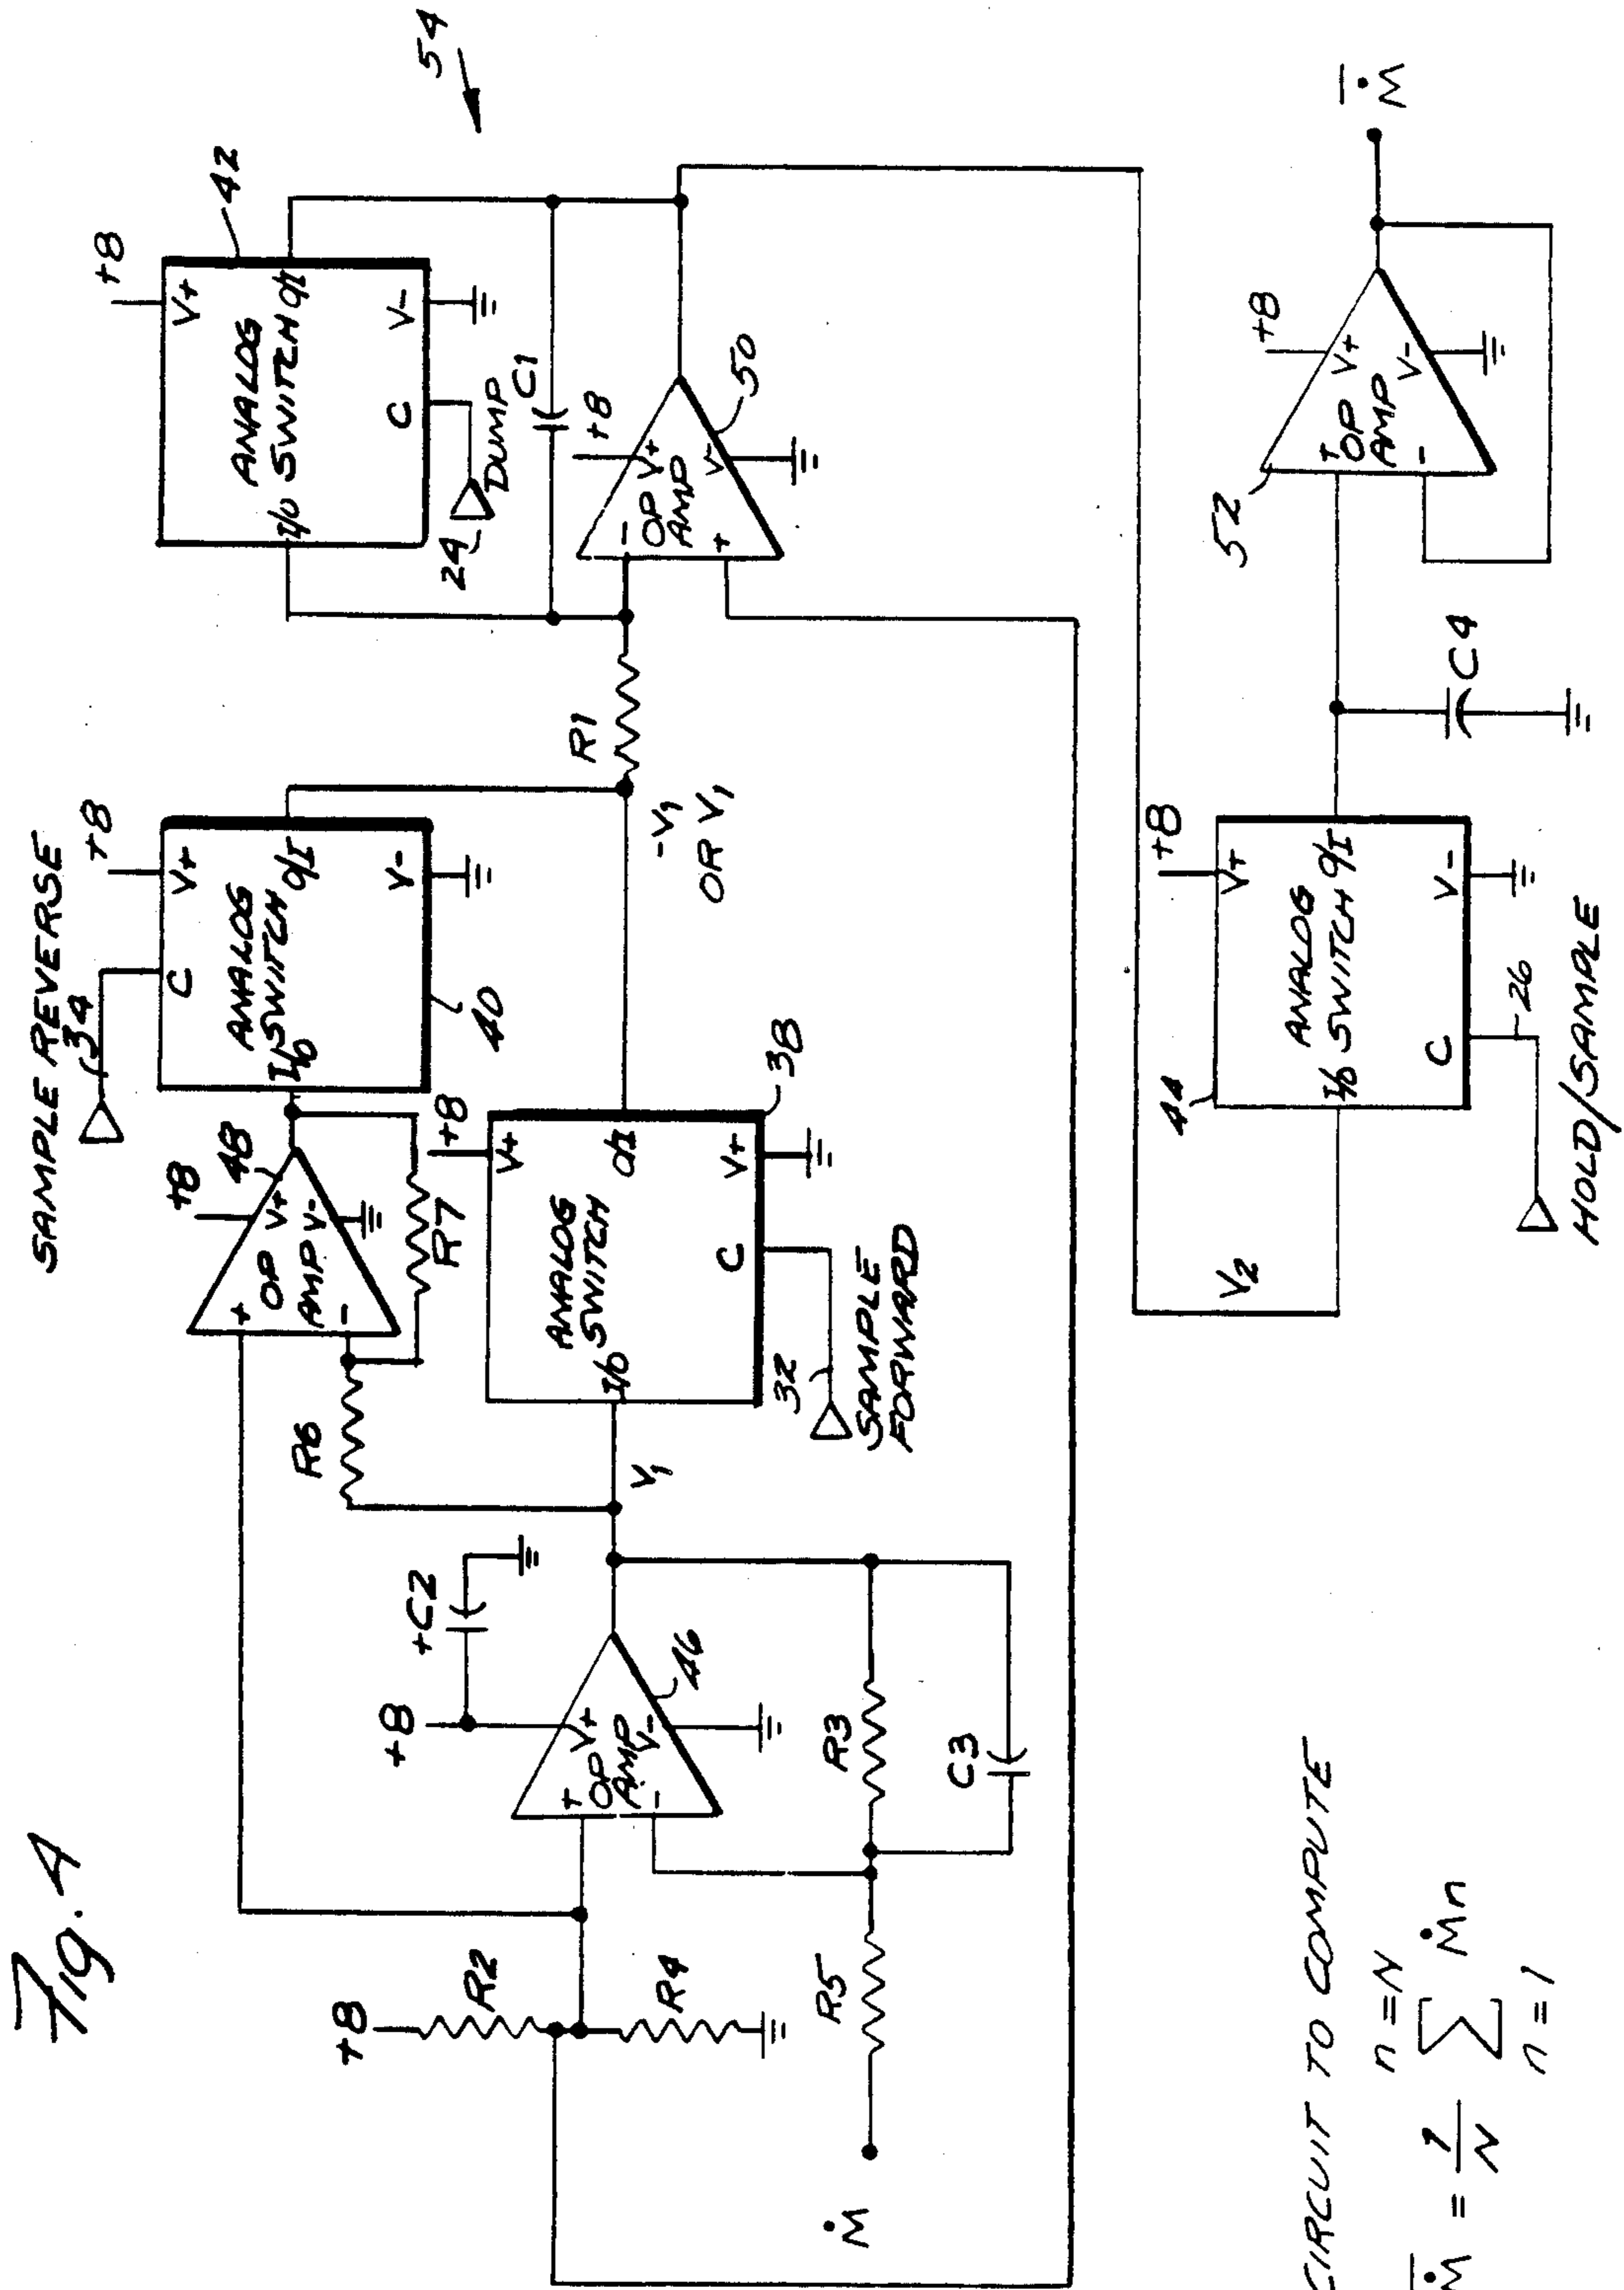 Fig. 4
SAMPLE REVERSE
34
+8
V+
C
ANALOG
SWITCH
I/O
O/I
V-
40
+8
V+
ANALOG
SWITCH
I/O
O/I
C
V-
42
24
DUMP
C1
54
+8
48
+
OP
AMP
V+
V-
-
R6
R7
+8
V+
ANALOG
SWITCH
I/O
O/I
C
V+
38
32
SAMPLE
FORWARD
V1
-V1
OR V1
R1
+8
-
OP
AMP
V+
V-
+
50
+8
R2
R4
+8
+C2
+
OP
AMP
V+
V-
-
46
R3
R5
C3
Ṁ
V2
44
+8
V+
ANALOG
SWITCH
I/O
O/I
C
V-
26
HOLD/SAMPLE
C4
52
+8
+
OP
AMP
V+
V-
-
Ṁ̄
CIRCUIT TO COMPUTE
n=N
Ṁ̄ = 1/N ∑ Ṁn
n=1